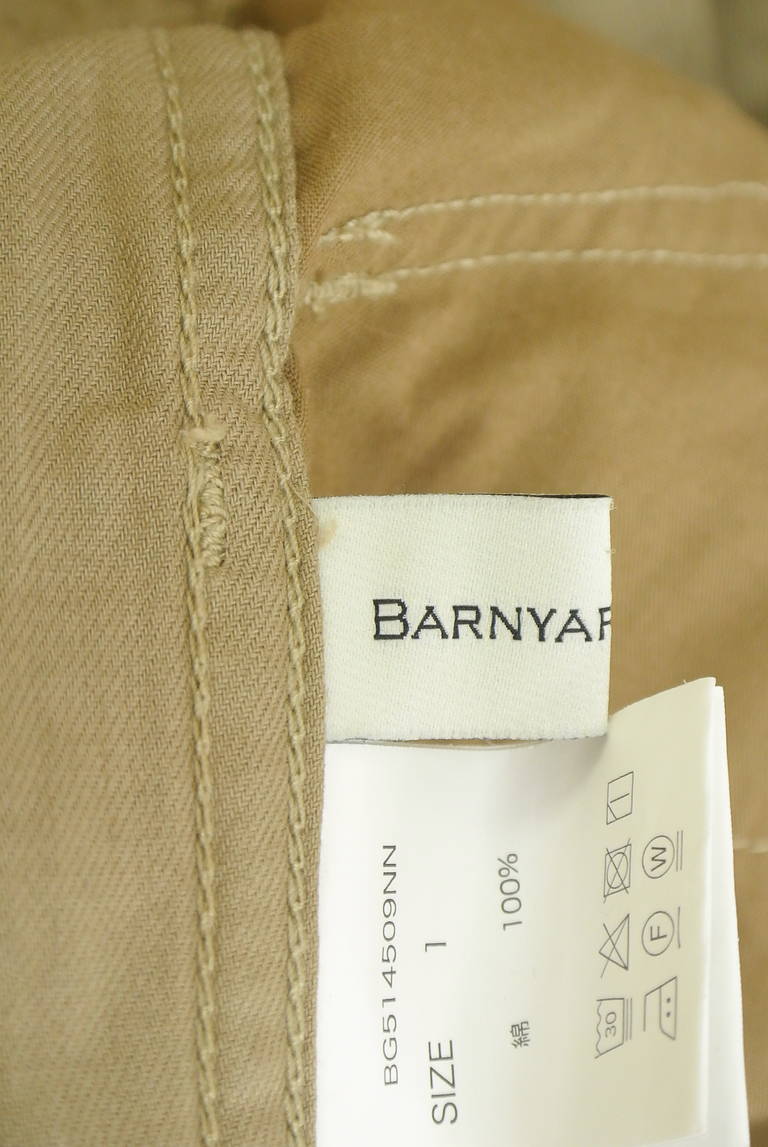 BARNYAR
BG514509NN
SIZE 1
綿 100%
30
F
W